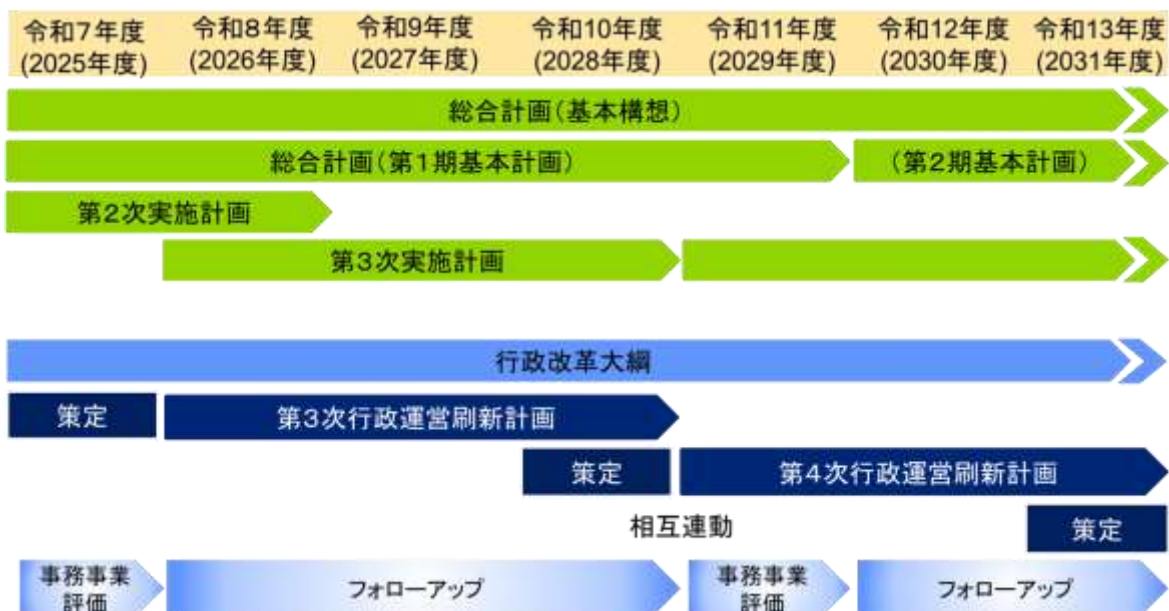 令和7年度
(2025年度)
令和8年度
(2026年度)
令和9年度
(2027年度)
令和10年度
(2028年度)
令和11年度
(2029年度)
令和12年度
(2030年度)
令和13年度
(2031年度)
総合計画(基本構想)
総合計画(第1期基本計画)
(第2期基本計画)
第2次実施計画
第3次実施計画
行政改革大綱
策定
第3次行政運営刷新計画
策定
第4次行政運営刷新計画
相互連動
策定
事務事業
評価
フォローアップ
事務事業
評価
フォローアップ